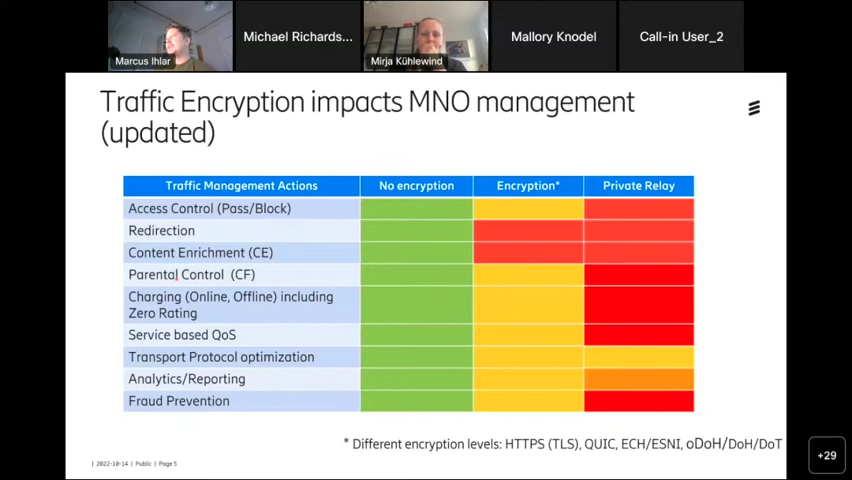 Marcus Ihlar
Michael Richards...
Mirja Kühlewind
Mallory Knodel
Call-in User_2
Traffic Encryption impacts MNO management
(updated)
Traffic Management Actions No encryption Encryption* Private Relay
Access Control (Pass/Block)
Redirection
Content Enrichment (CE)
Parental Control (CF)
Charging (Online, Offline) including
Zero Rating
Service based QoS
Transport Protocol optimization
Analytics/Reporting
Fraud Prevention
* Different encryption levels: HTTPS (TLS), QUIC, ECH/ESNI, oDoH/DoH/DoT
| 2022-10-14 | Public | Page 5
+29